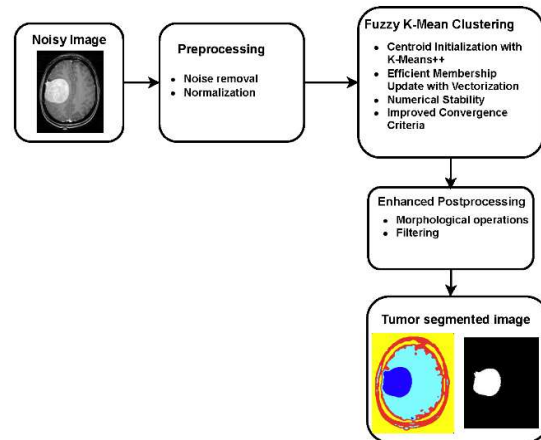 Noisy Image
Preprocessing
• Noise removal
• Normalization
Fuzzy K-Mean Clustering
• Centroid Initialization with
K-Means++
• Efficient Membership
Update with Vectorization
• Numerical Stability
• Improved Convergence
Criteria
Enhanced Postprocessing
• Morphological operations
• Filtering
Tumor segmented image